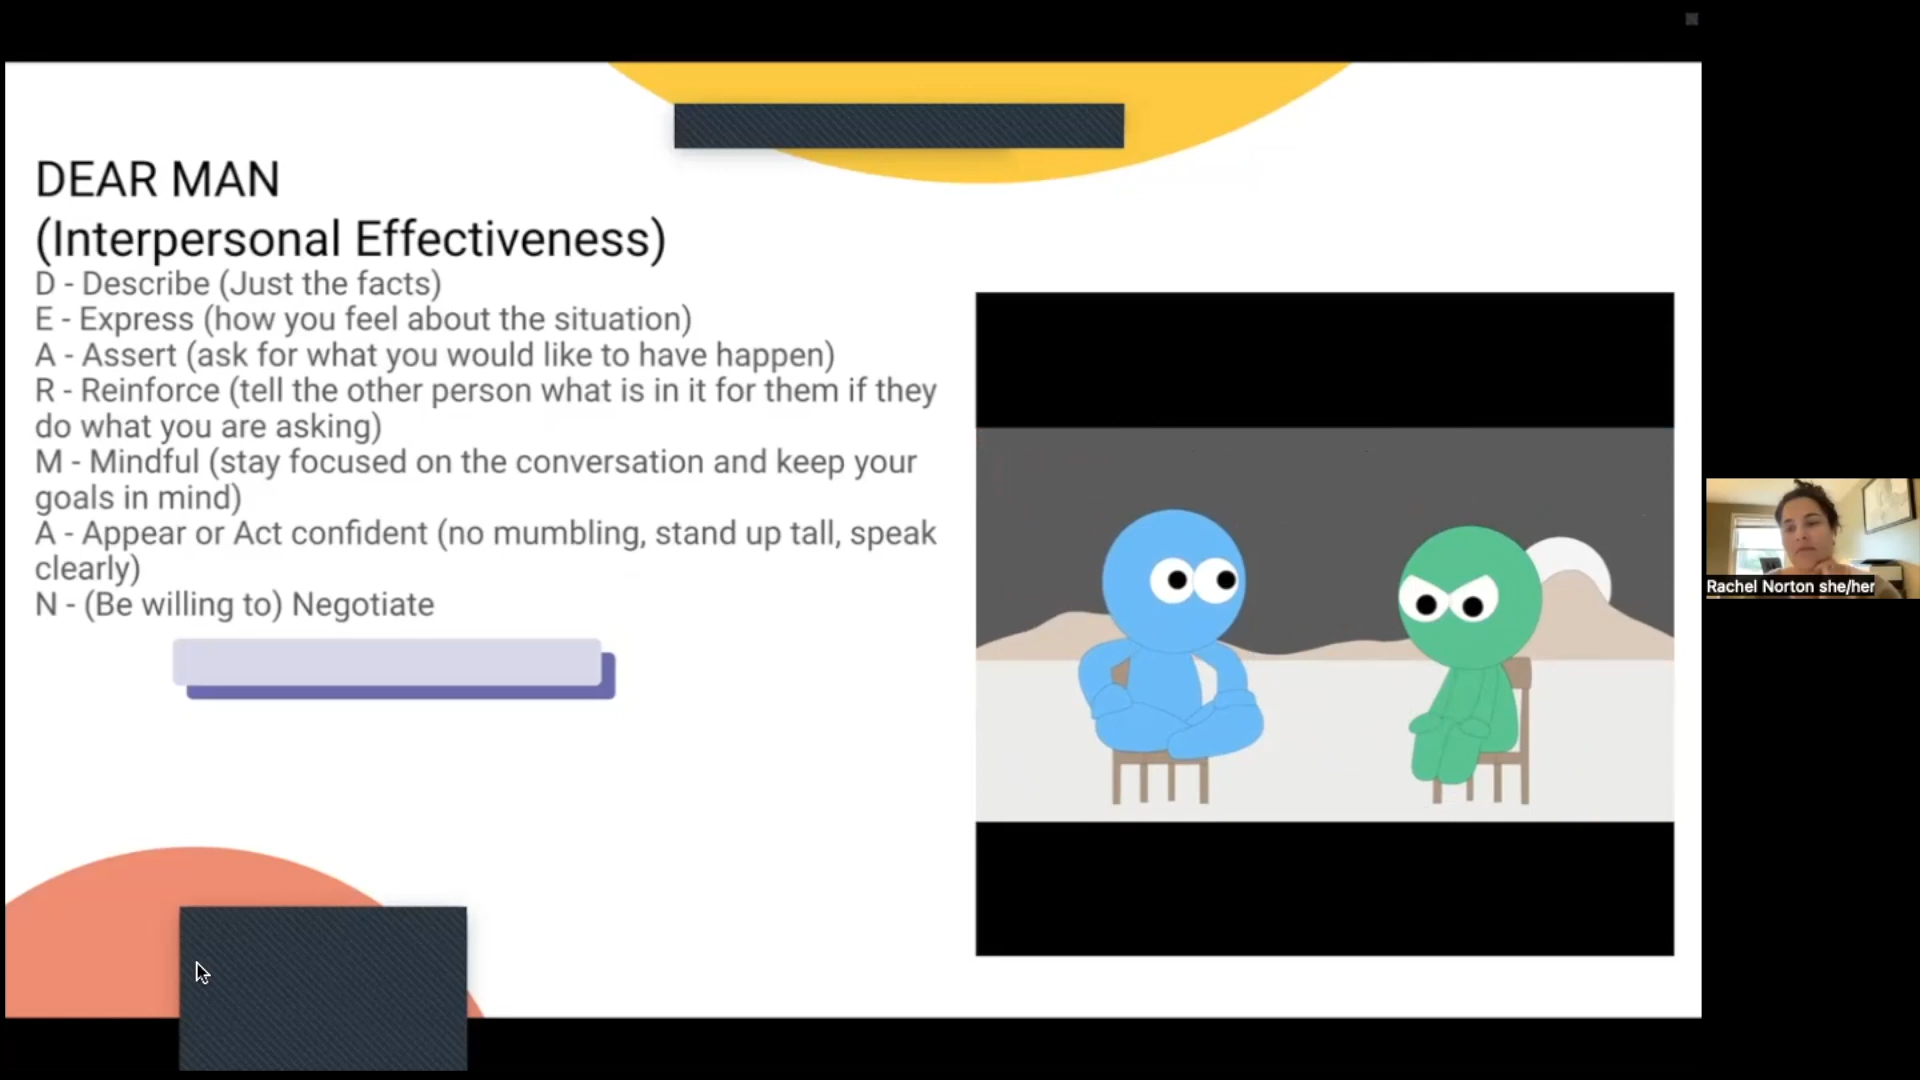 DEAR MAN
(Interpersonal Effectiveness)
D - Describe (Just the facts)
E - Express (how you feel about the situation)
A - Assert (ask for what you would like to have happen)
R - Reinforce (tell the other person what is in it for them if they
do what you are asking)
M - Mindful (stay focused on the conversation and keep your
goals in mind)
A - Appear or Act confident (no mumbling, stand up tall, speak
clearly)
N - (Be willing to) Negotiate
Rachel Norton she/her